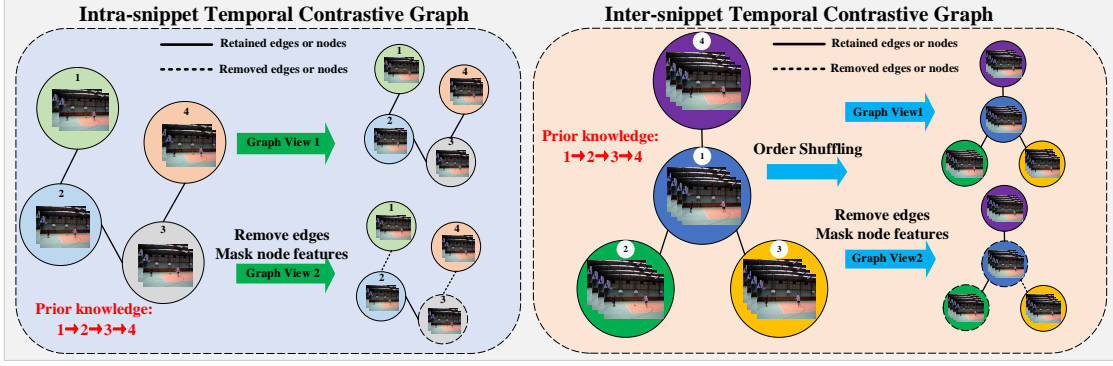 Intra-snippet Temporal Contrastive Graph
Retained edges or nodes
Removed edges or nodes
1
4
2
3
Prior knowledge:
1→2→3→4
Graph View 1
Remove edges
Mask node features
Graph View 2
1
4
2
3
1
4
2
3
Inter-snippet Temporal Contrastive Graph
Retained edges or nodes
Removed edges or nodes
4
Prior knowledge:
1→2→3→4
1
2
3
Order Shuffling
Graph View1
Remove edges
Mask node features
Graph View2